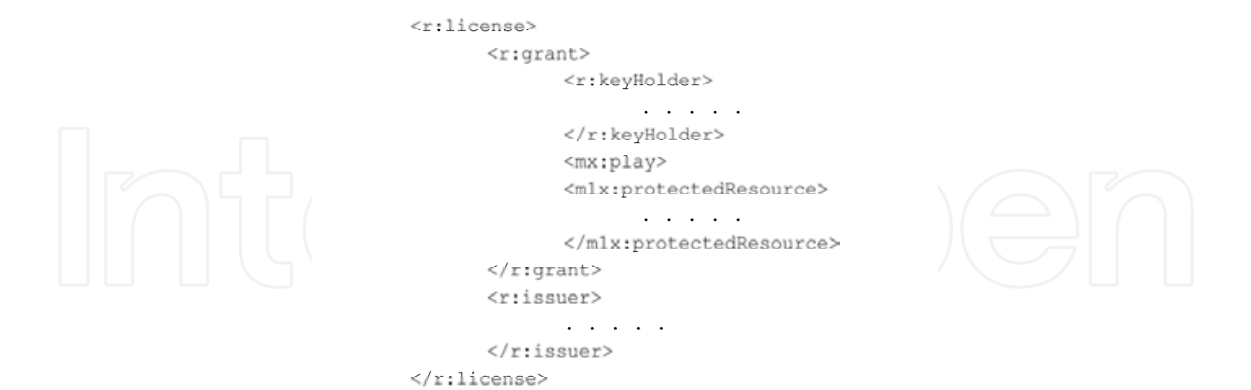 <r:license>
<r:grant>
<r:keyHolder>
. . . . .
</r:keyHolder>
<mx:play>
<m1x:protectedResource>
. . . . .
</m1x:protectedResource>
</r:grant>
<r:issuer>
. . . . .
</r:issuer>
</r:license>